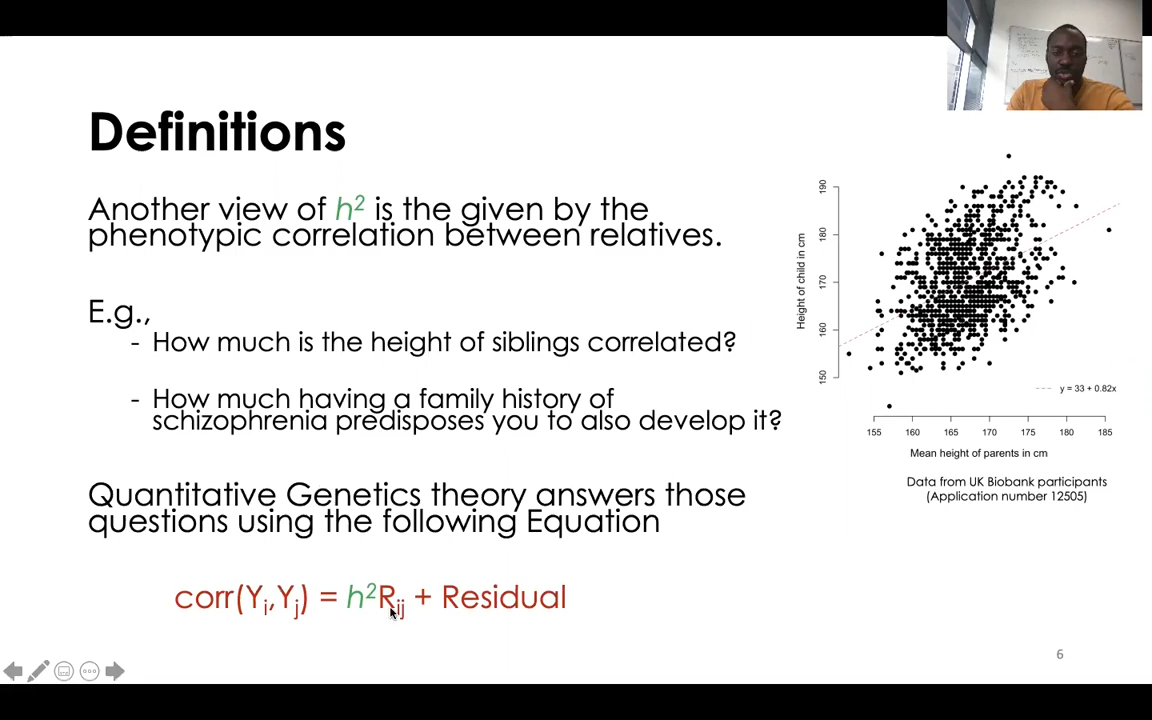 Definitions
Another view of h² is the given by the
phenotypic correlation between relatives.
E.g.,
- How much is the height of siblings correlated?
- How much having a family history of
schizophrenia predisposes you to also develop it?
Quantitative Genetics theory answers those
questions using the following Equation
corr(Yi,Yj) = h²Rij + Residual
Height of child in cm
190
180
170
160
150
y = 33 + 0.82x
155 160 165 170 175 180 185
Mean height of parents in cm
Data from UK Biobank participants
(Application number 12505)
6